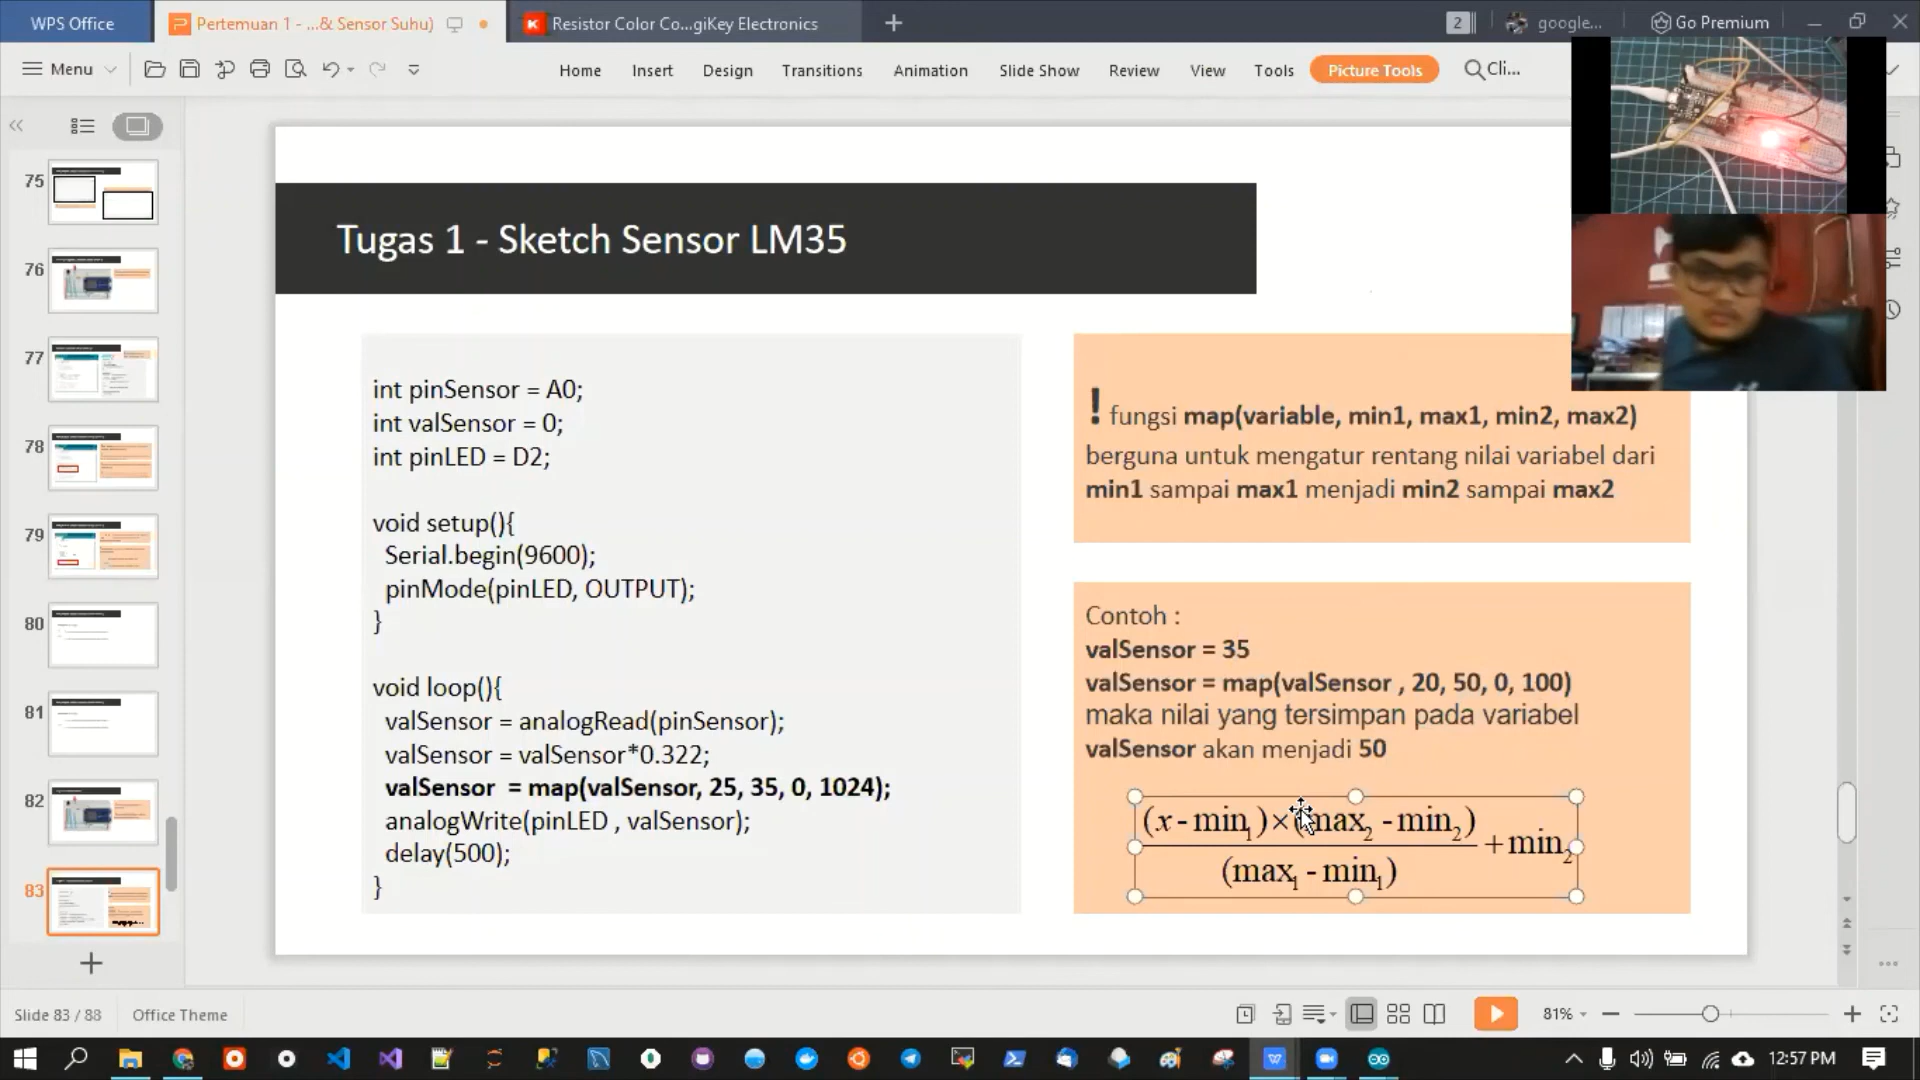 WPS Office
Pertemuan 1 - ...& Sensor Suhu)
Resistor Color Co...giKey Electronics
2
google...
Go Premium
Menu
Home
Insert
Design
Transitions
Animation
Slide Show
Review
View
Tools
Picture Tools
Cli...
75
76
77
78
79
80
81
82
83
Tugas 1 - Sketch Sensor LM35
int pinSensor = A0;
int valSensor = 0;
int pinLED = D2;
void setup(){
Serial.begin(9600);
pinMode(pinLED, OUTPUT);
}
void loop(){
valSensor = analogRead(pinSensor);
valSensor = valSensor*0.322;
valSensor = map(valSensor, 25, 35, 0, 1024);
analogWrite(pinLED , valSensor);
delay(500);
}
! fungsi map(variable, min1, max1, min2, max2)
berguna untuk mengatur rentang nilai variabel dari
min1 sampai max1 menjadi min2 sampai max2
Contoh :
valSensor = 35
valSensor = map(valSensor , 20, 50, 0, 100)
maka nilai yang tersimpan pada variabel
valSensor akan menjadi 50
(x - min₁)×(max₂ - min₂)
+ min₂
(max₁ - min₁)
Slide 83 / 88
Office Theme
81%
12:57 PM